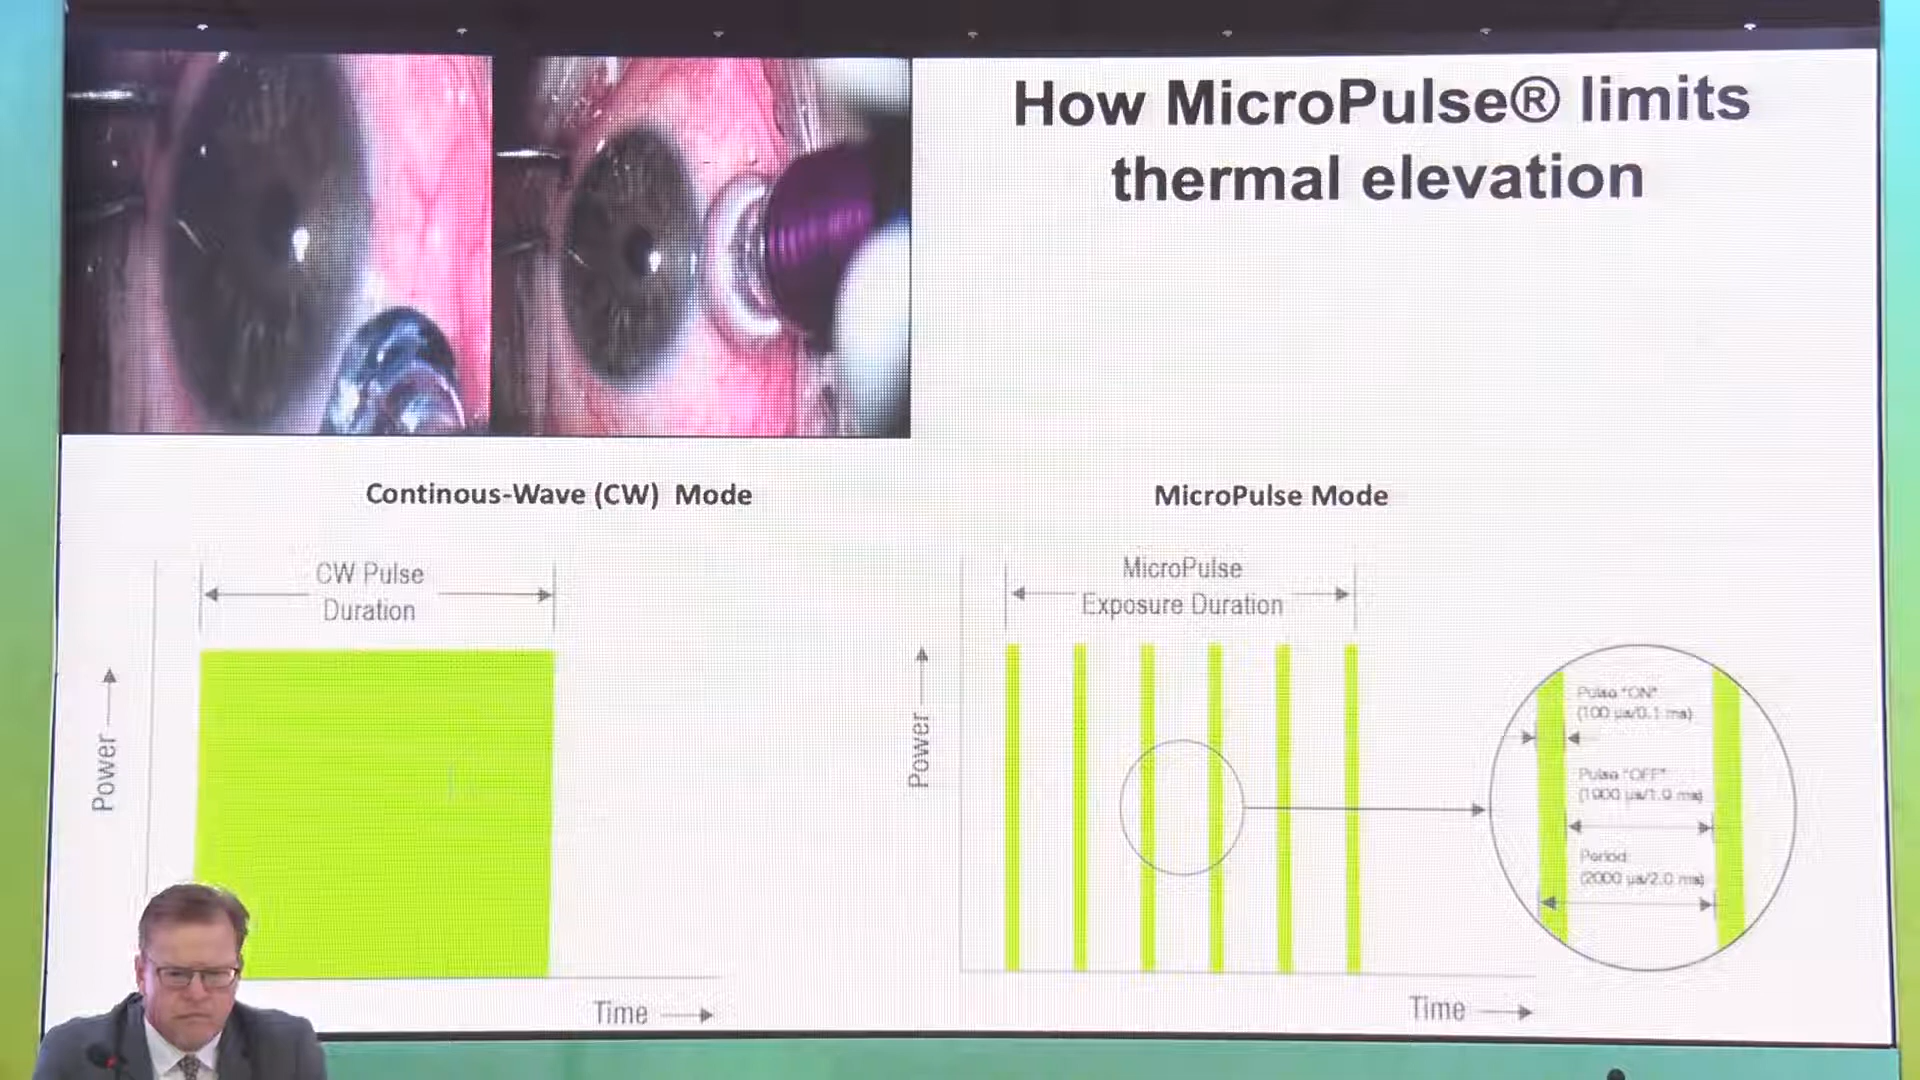 How MicroPulse® limits
thermal elevation
Continous-Wave (CW) Mode
CW Pulse
Duration
Power
Time
MicroPulse Mode
MicroPulse
Exposure Duration
Power
Time
Pulse "ON"
(100 µs/0.1 ms)
Pulse "OFF"
(1900 µs/1.9 ms)
Period
(2000 µs/2.0 ms)